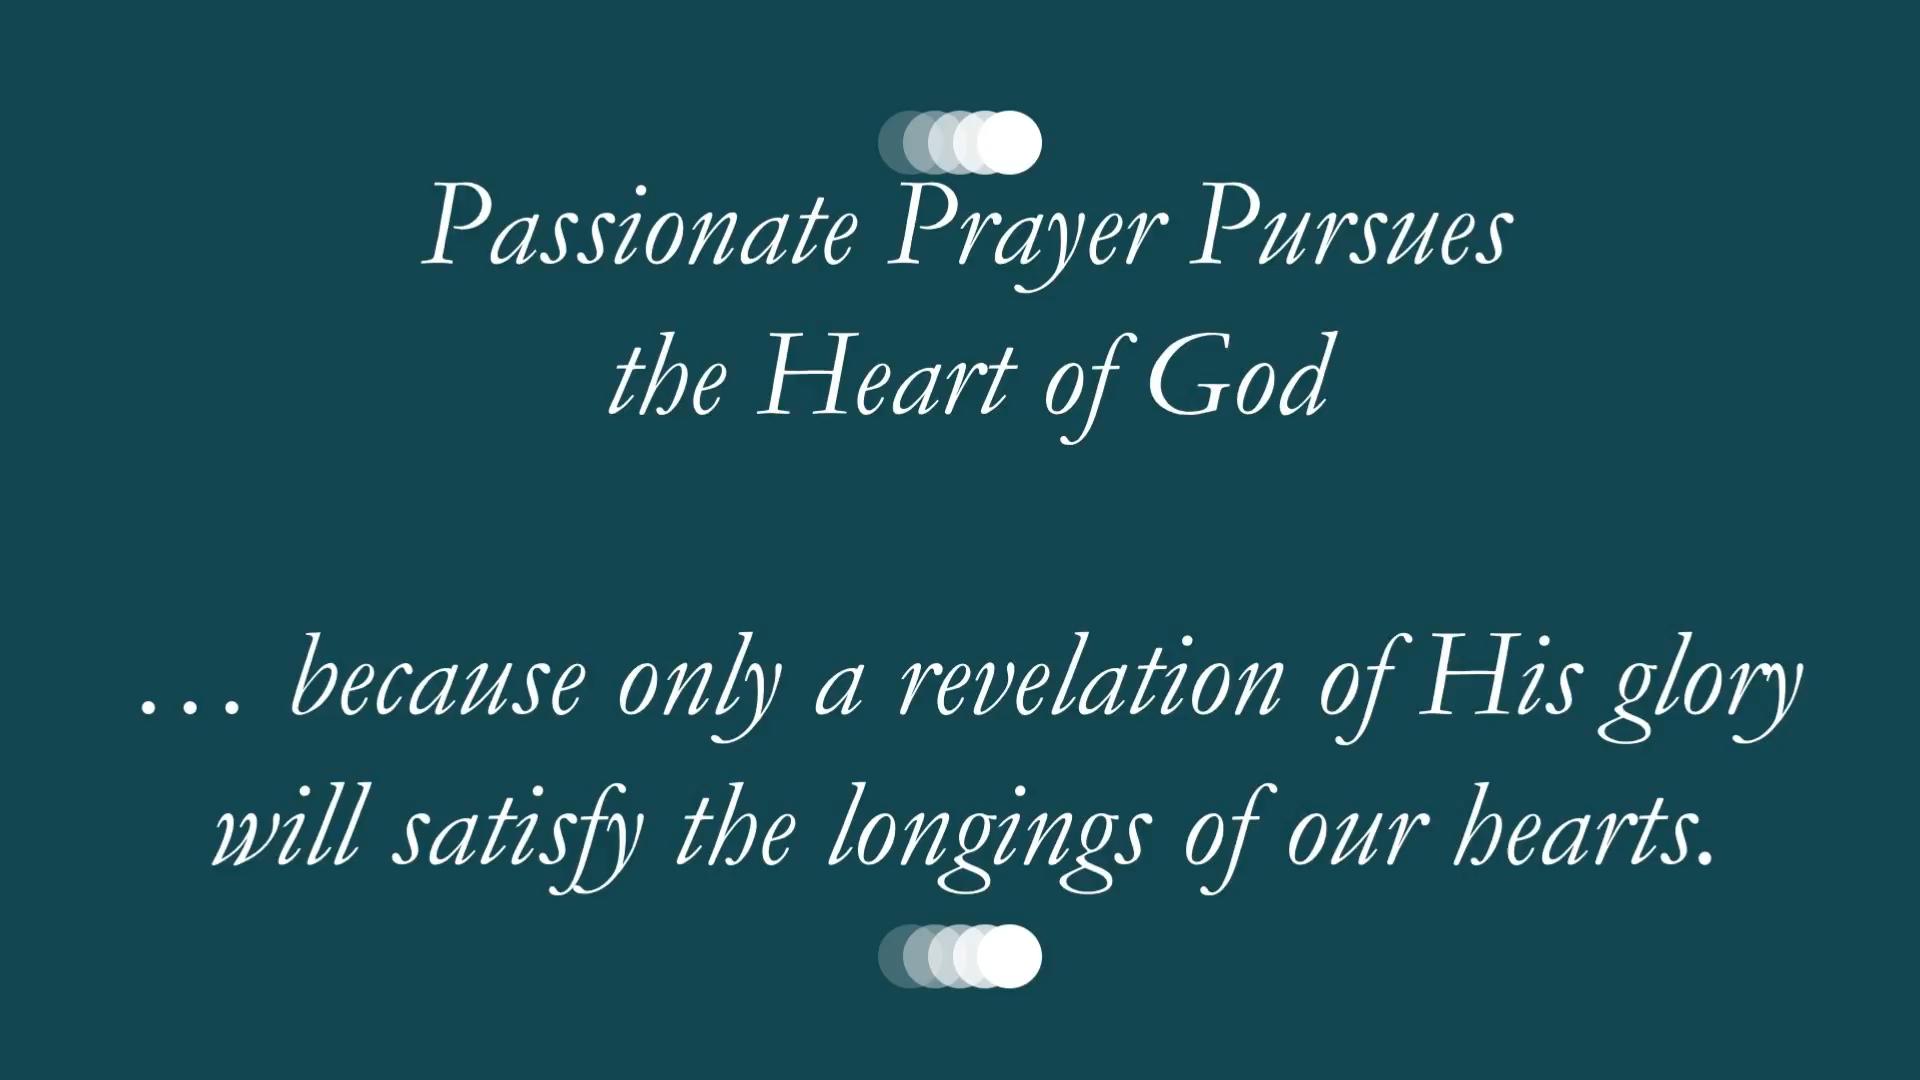 Passionate Prayer Pursues
the Heart of God
… because only a revelation of His glory
will satisfy the longings of our hearts.